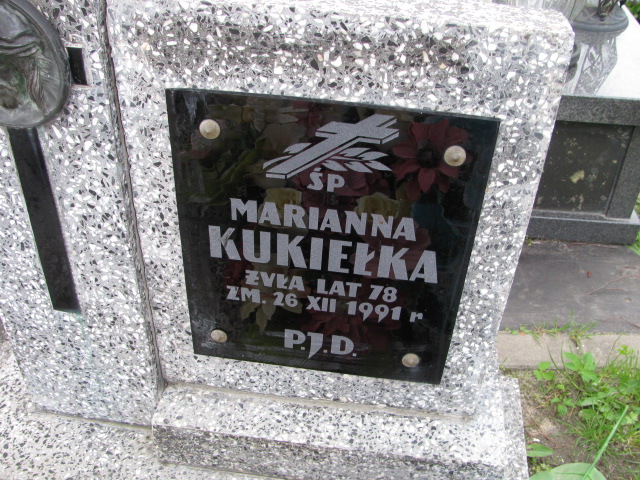 ŚP
MARIANNA
KUKIEŁKA
ŻYŁA LAT 78
ZM. 26 XII 1991 r
P.J.D.